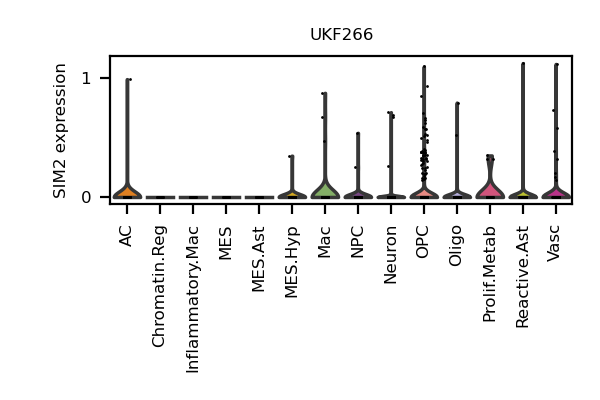 UKF266
SIM2 expression
1
0
AC
Chromatin.Reg
Inflammatory.Mac
MES
MES.Ast
MES.Hyp
Mac
NPC
Neuron
OPC
Oligo
Prolif.Metab
Reactive.Ast
Vasc